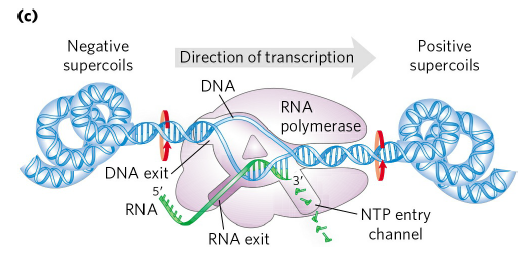 (c)
Negative
supercoils
Direction of transcription
Positive
supercoils
DNA
RNA
polymerase
DNA exit
5′
RNA
3′
RNA exit
NTP entry
channel